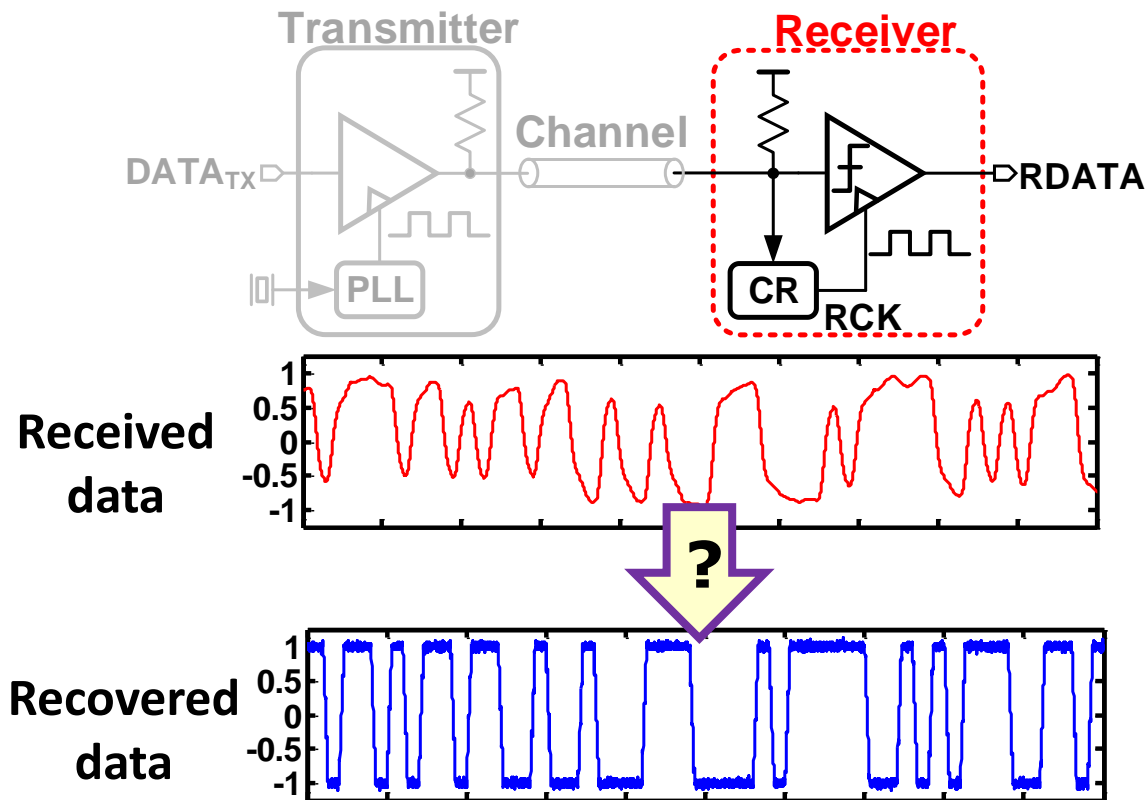 Transmitter
Receiver
Channel
DATATX
RDATA
PLL
CR
RCK
Received
data
1
0.5
0
-0.5
-1
?
Recovered
data
1
0.5
0
-0.5
-1